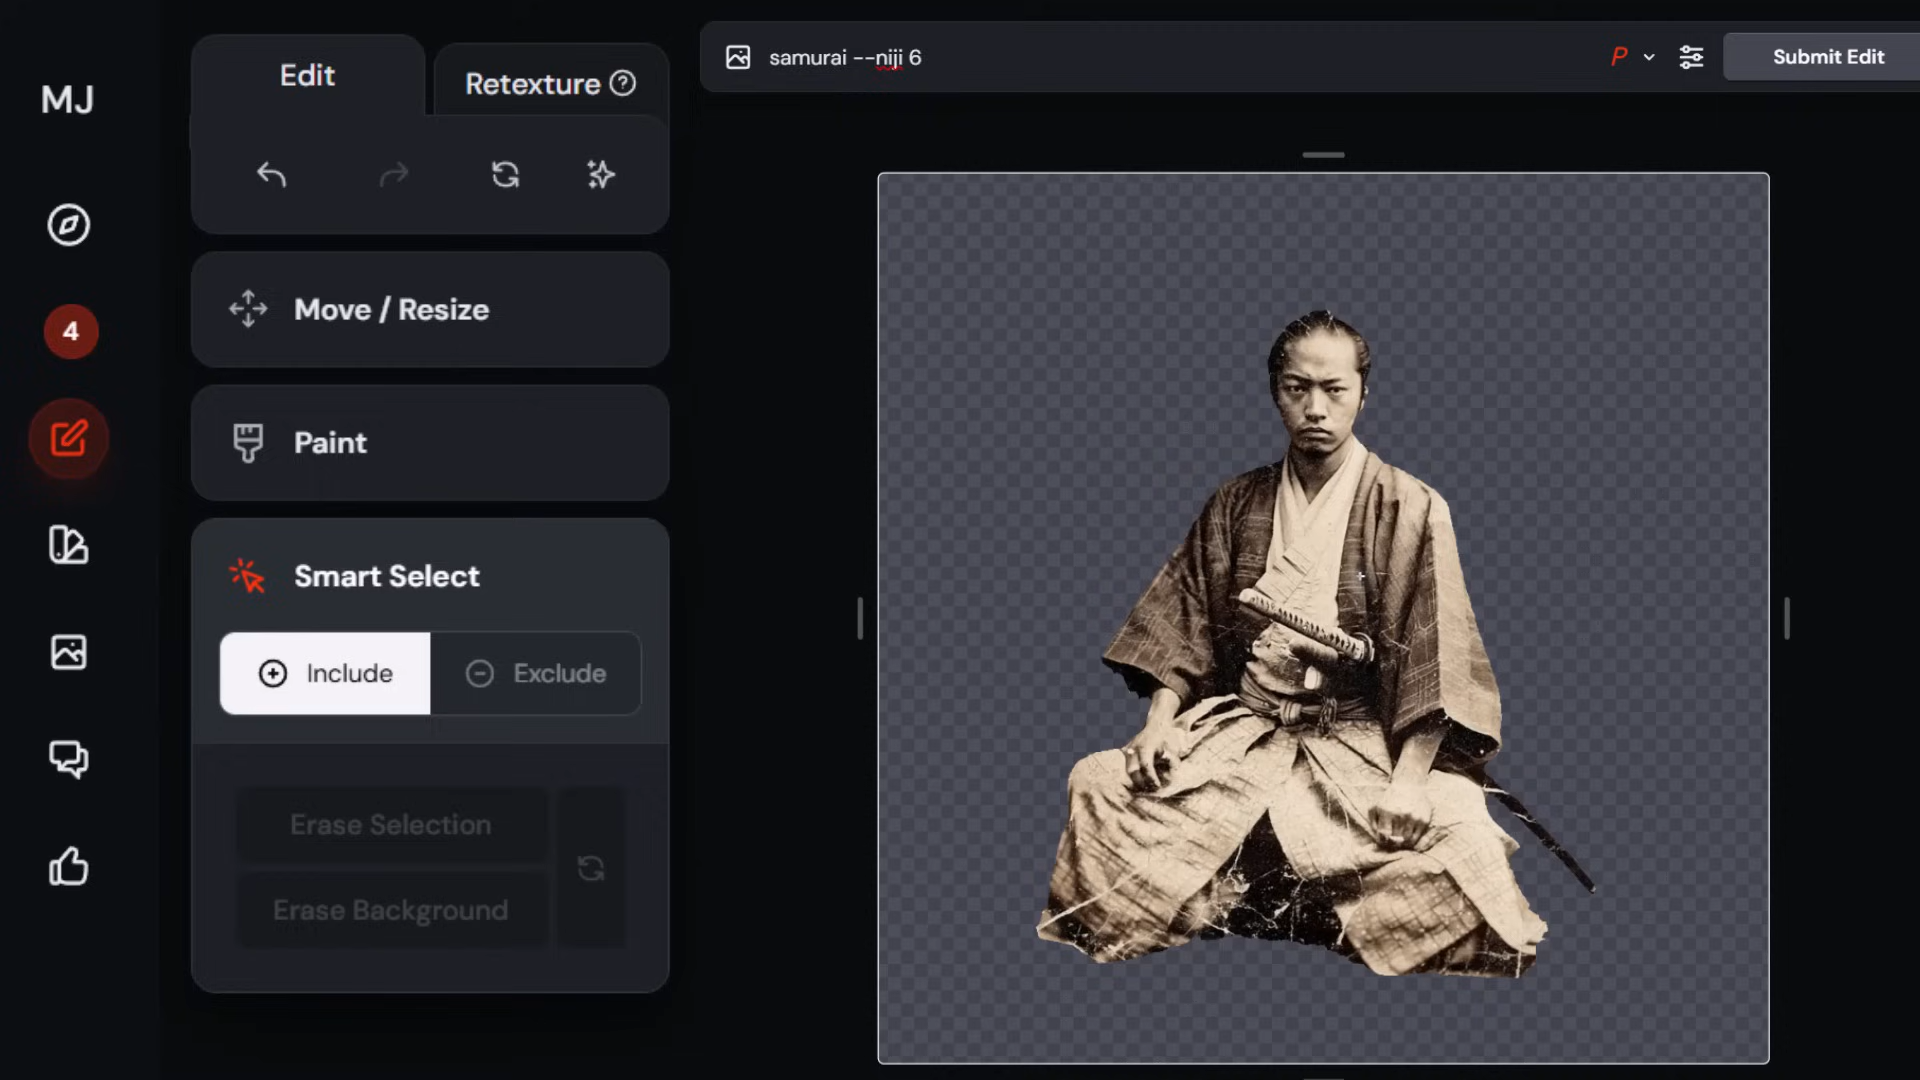 MJ
4
Edit
Retexture
samurai --niji 6
P
Submit Edit
Move / Resize
Paint
Smart Select
Include
Exclude
Erase Selection
Erase Background